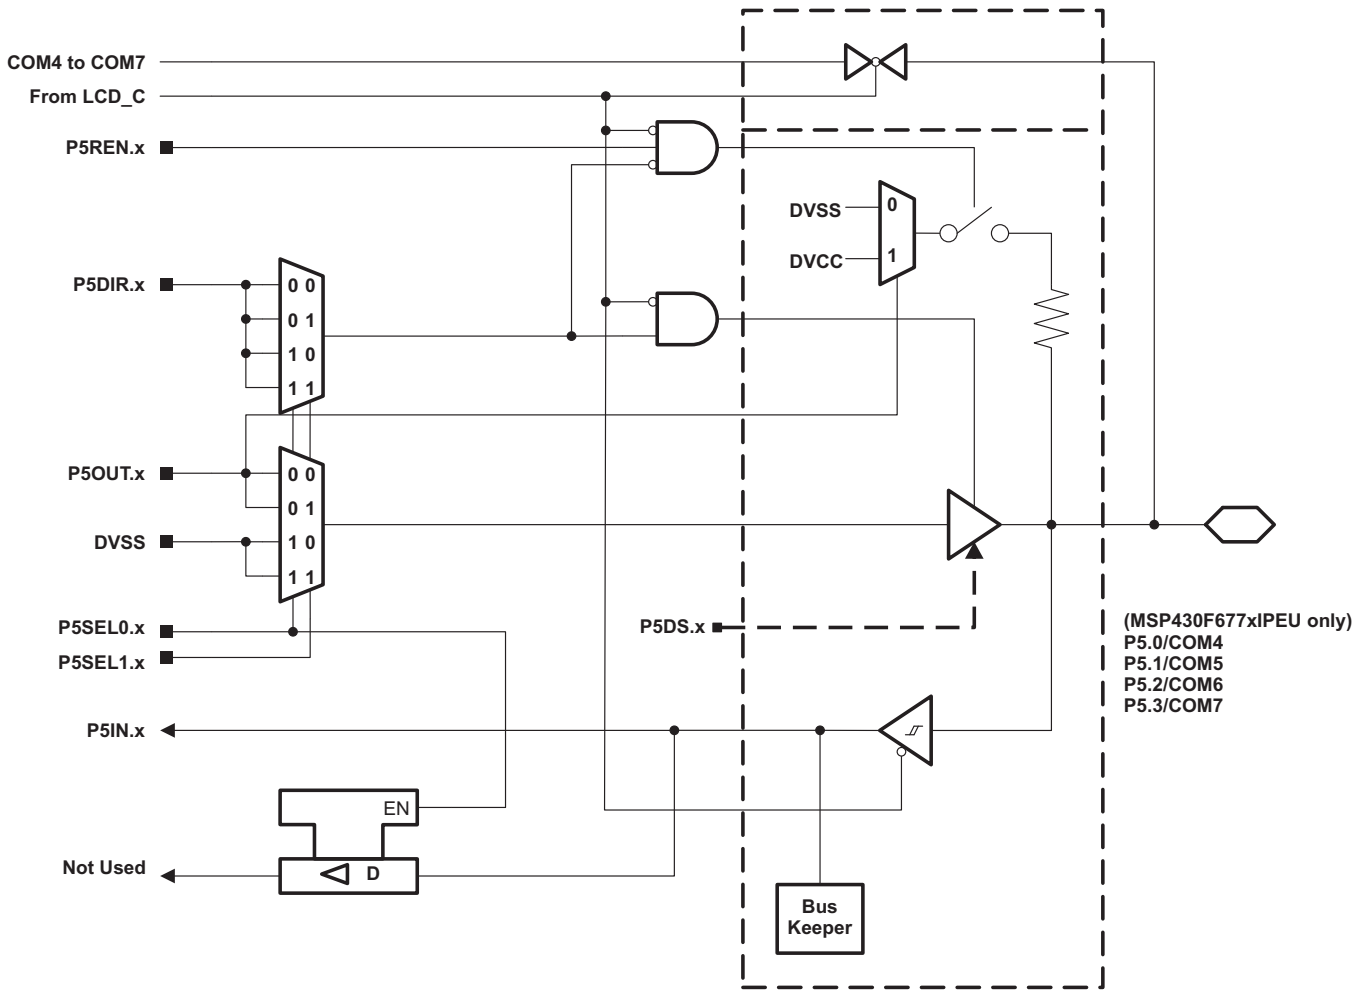 COM4 to COM7
From LCD_C
P5REN.x
DVSS
0
DVCC
1
P5DIR.x
0 0
0 1
1 0
1 1
P5OUT.x
0 0
0 1
DVSS
1 0
1 1
P5SEL0.x
P5DS.x
P5SEL1.x
(MSP430F677xIPEU only)
P5.0/COM4
P5.1/COM5
P5.2/COM6
P5.3/COM7
P5IN.x
EN
Not Used
D
Bus
Keeper